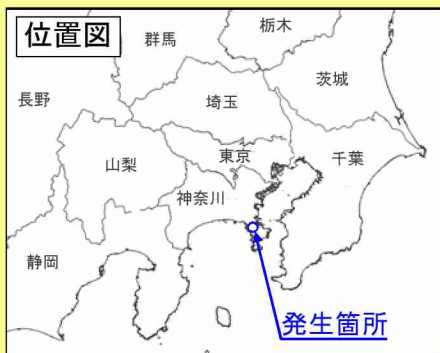 位置図
栃木
群馬
茨城
長野
埼玉
東京
千葉
山梨
神奈川
静岡
発生箇所